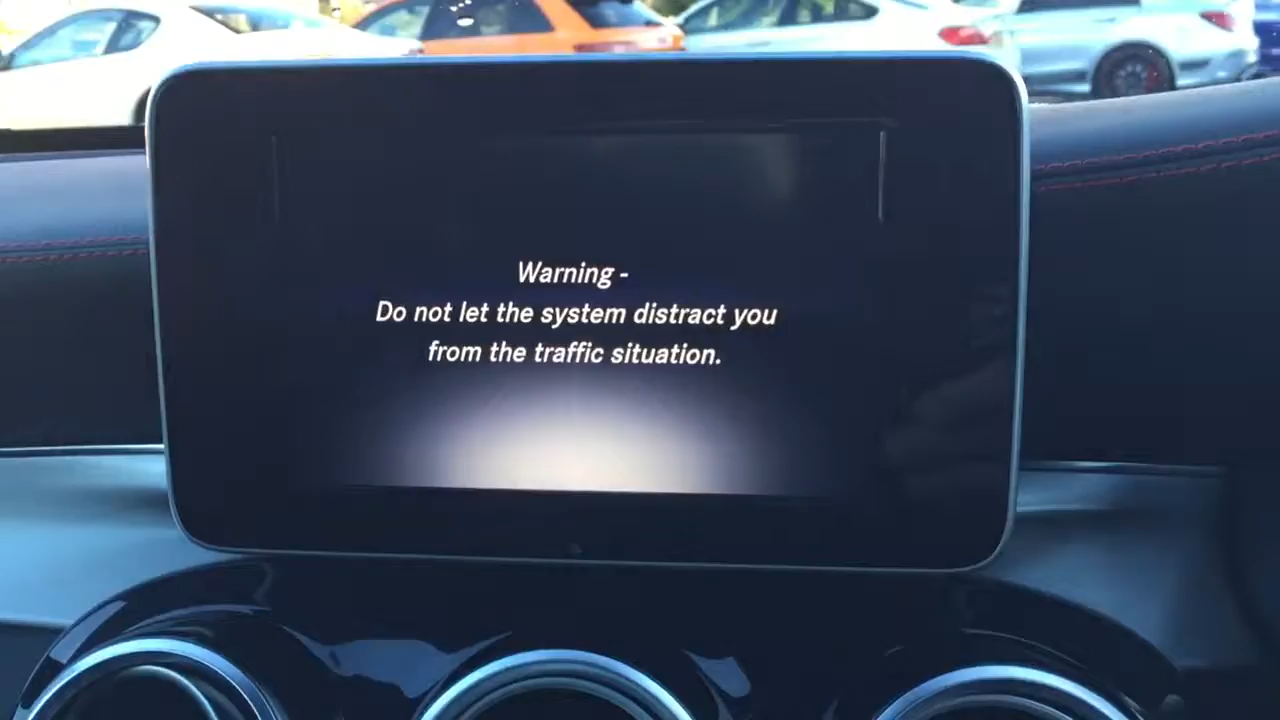 Warning -
Do not let the system distract you
from the traffic situation.